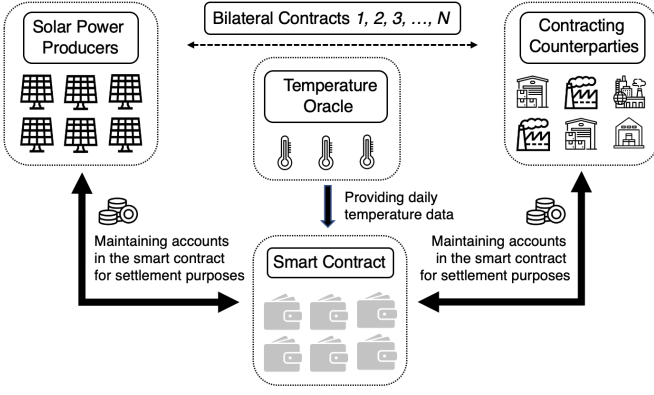 Solar Power
Producers
Bilateral Contracts 1, 2, 3, …, N
Contracting
Counterparties
Temperature
Oracle
Providing daily
temperature data
Maintaining accounts
in the smart contract
for settlement purposes
Smart Contract
Maintaining accounts
in the smart contract
for settlement purposes